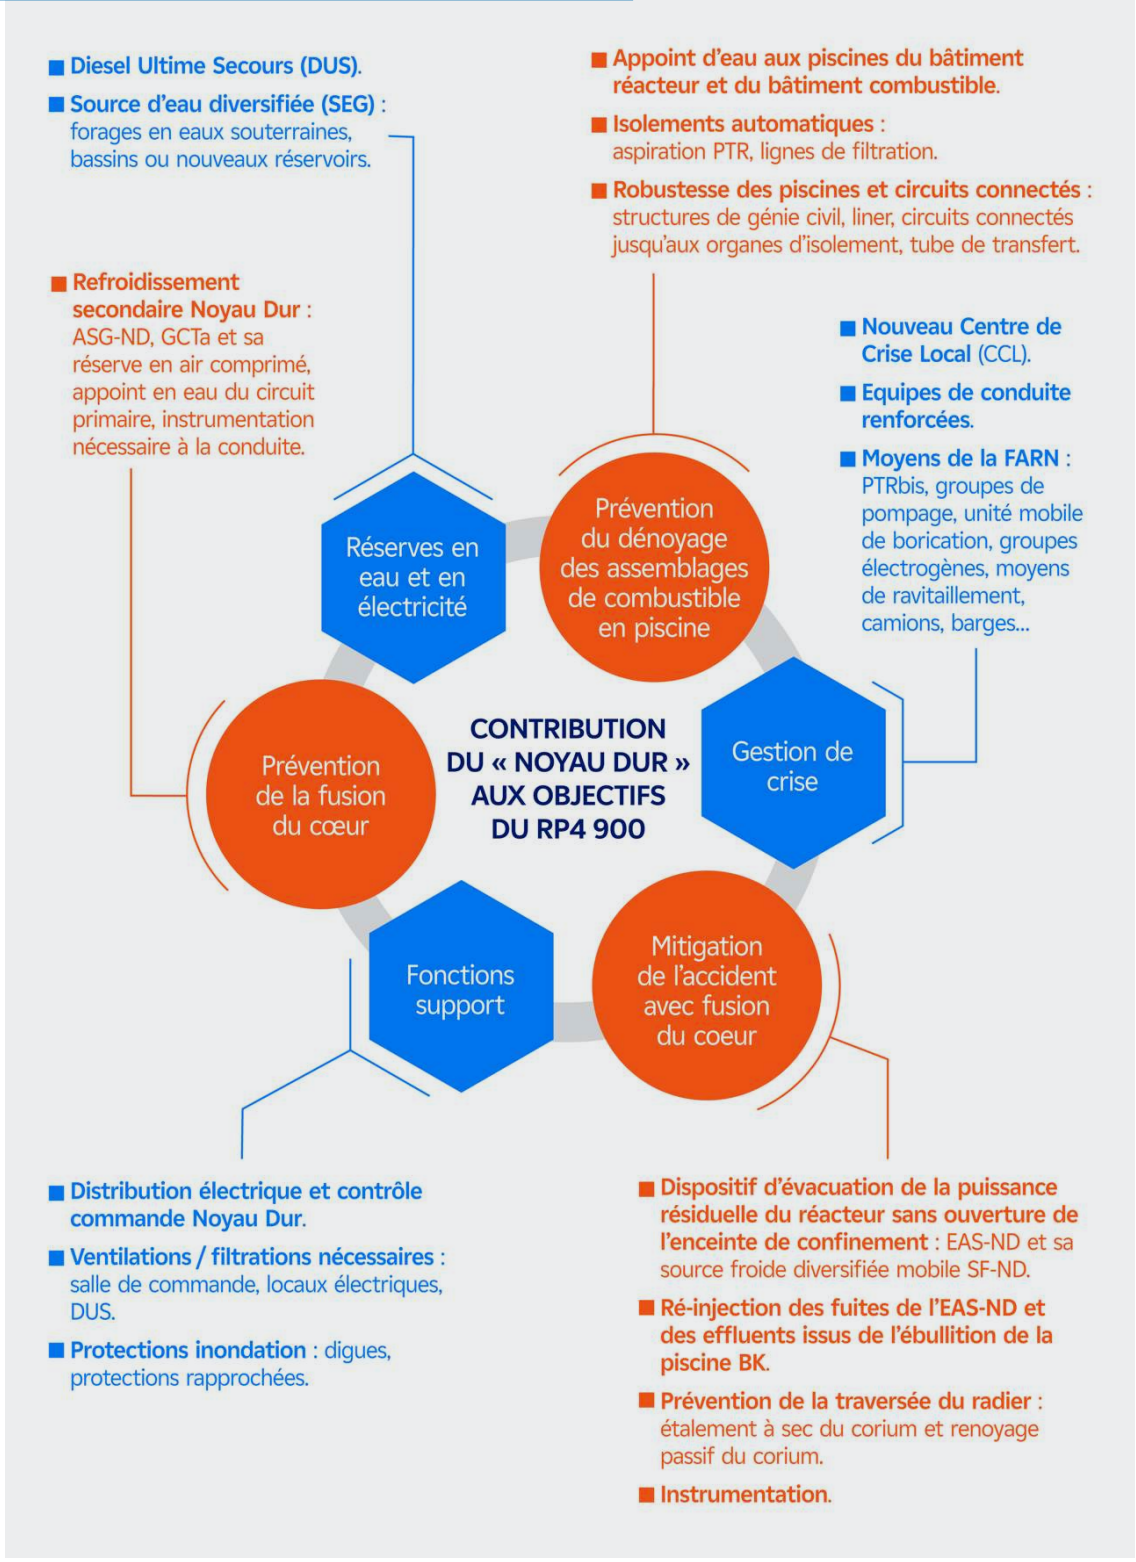 ■ Diesel Ultime Secours (DUS).
■ Source d'eau diversifiée (SEG) :
forages en eaux souterraines,
bassins ou nouveaux réservoirs.
■ Appoint d'eau aux piscines du bâtiment
réacteur et du bâtiment combustible.
■ Isolements automatiques :
aspiration PTR, lignes de filtration.
■ Robustesse des piscines et circuits connectés :
structures de génie civil, liner, circuits connectés
jusqu'aux organes d'isolement, tube de transfert.
■ Refroidissement
secondaire Noyau Dur :
ASG-ND, GCTa et sa
réserve en air comprimé,
appoint en eau du circuit
primaire, instrumentation
nécessaire à la conduite.
■ Nouveau Centre de
Crise Local (CCL).
■ Equipes de conduite
renforcées.
■ Moyens de la FARN :
PTRbis, groupes de
pompage, unité mobile
de borication, groupes
électrogènes, moyens
de ravitaillement,
camions, barges...
Réserves en
eau et en
électricité
Prévention
du dénoyage
des assemblages
de combustible
en piscine
Prévention
de la fusion
du cœur
CONTRIBUTION
DU « NOYAU DUR »
AUX OBJECTIFS
DU RP4 900
Gestion de
crise
Fonctions
support
Mitigation
de l'accident
avec fusion
du coeur
■ Distribution électrique et contrôle
commande Noyau Dur.
■ Ventilations / filtrations nécessaires :
salle de commande, locaux électriques,
DUS.
■ Protections inondation : digues,
protections rapprochées.
■ Dispositif d'évacuation de la puissance
résiduelle du réacteur sans ouverture de
l'enceinte de confinement : EAS-ND et sa
source froide diversifiée mobile SF-ND.
■ Ré-injection des fuites de l'EAS-ND et
des effluents issus de l'ébullition de la
piscine BK.
■ Prévention de la traversée du radier :
étalement à sec du corium et renoyage
passif du corium.
■ Instrumentation.